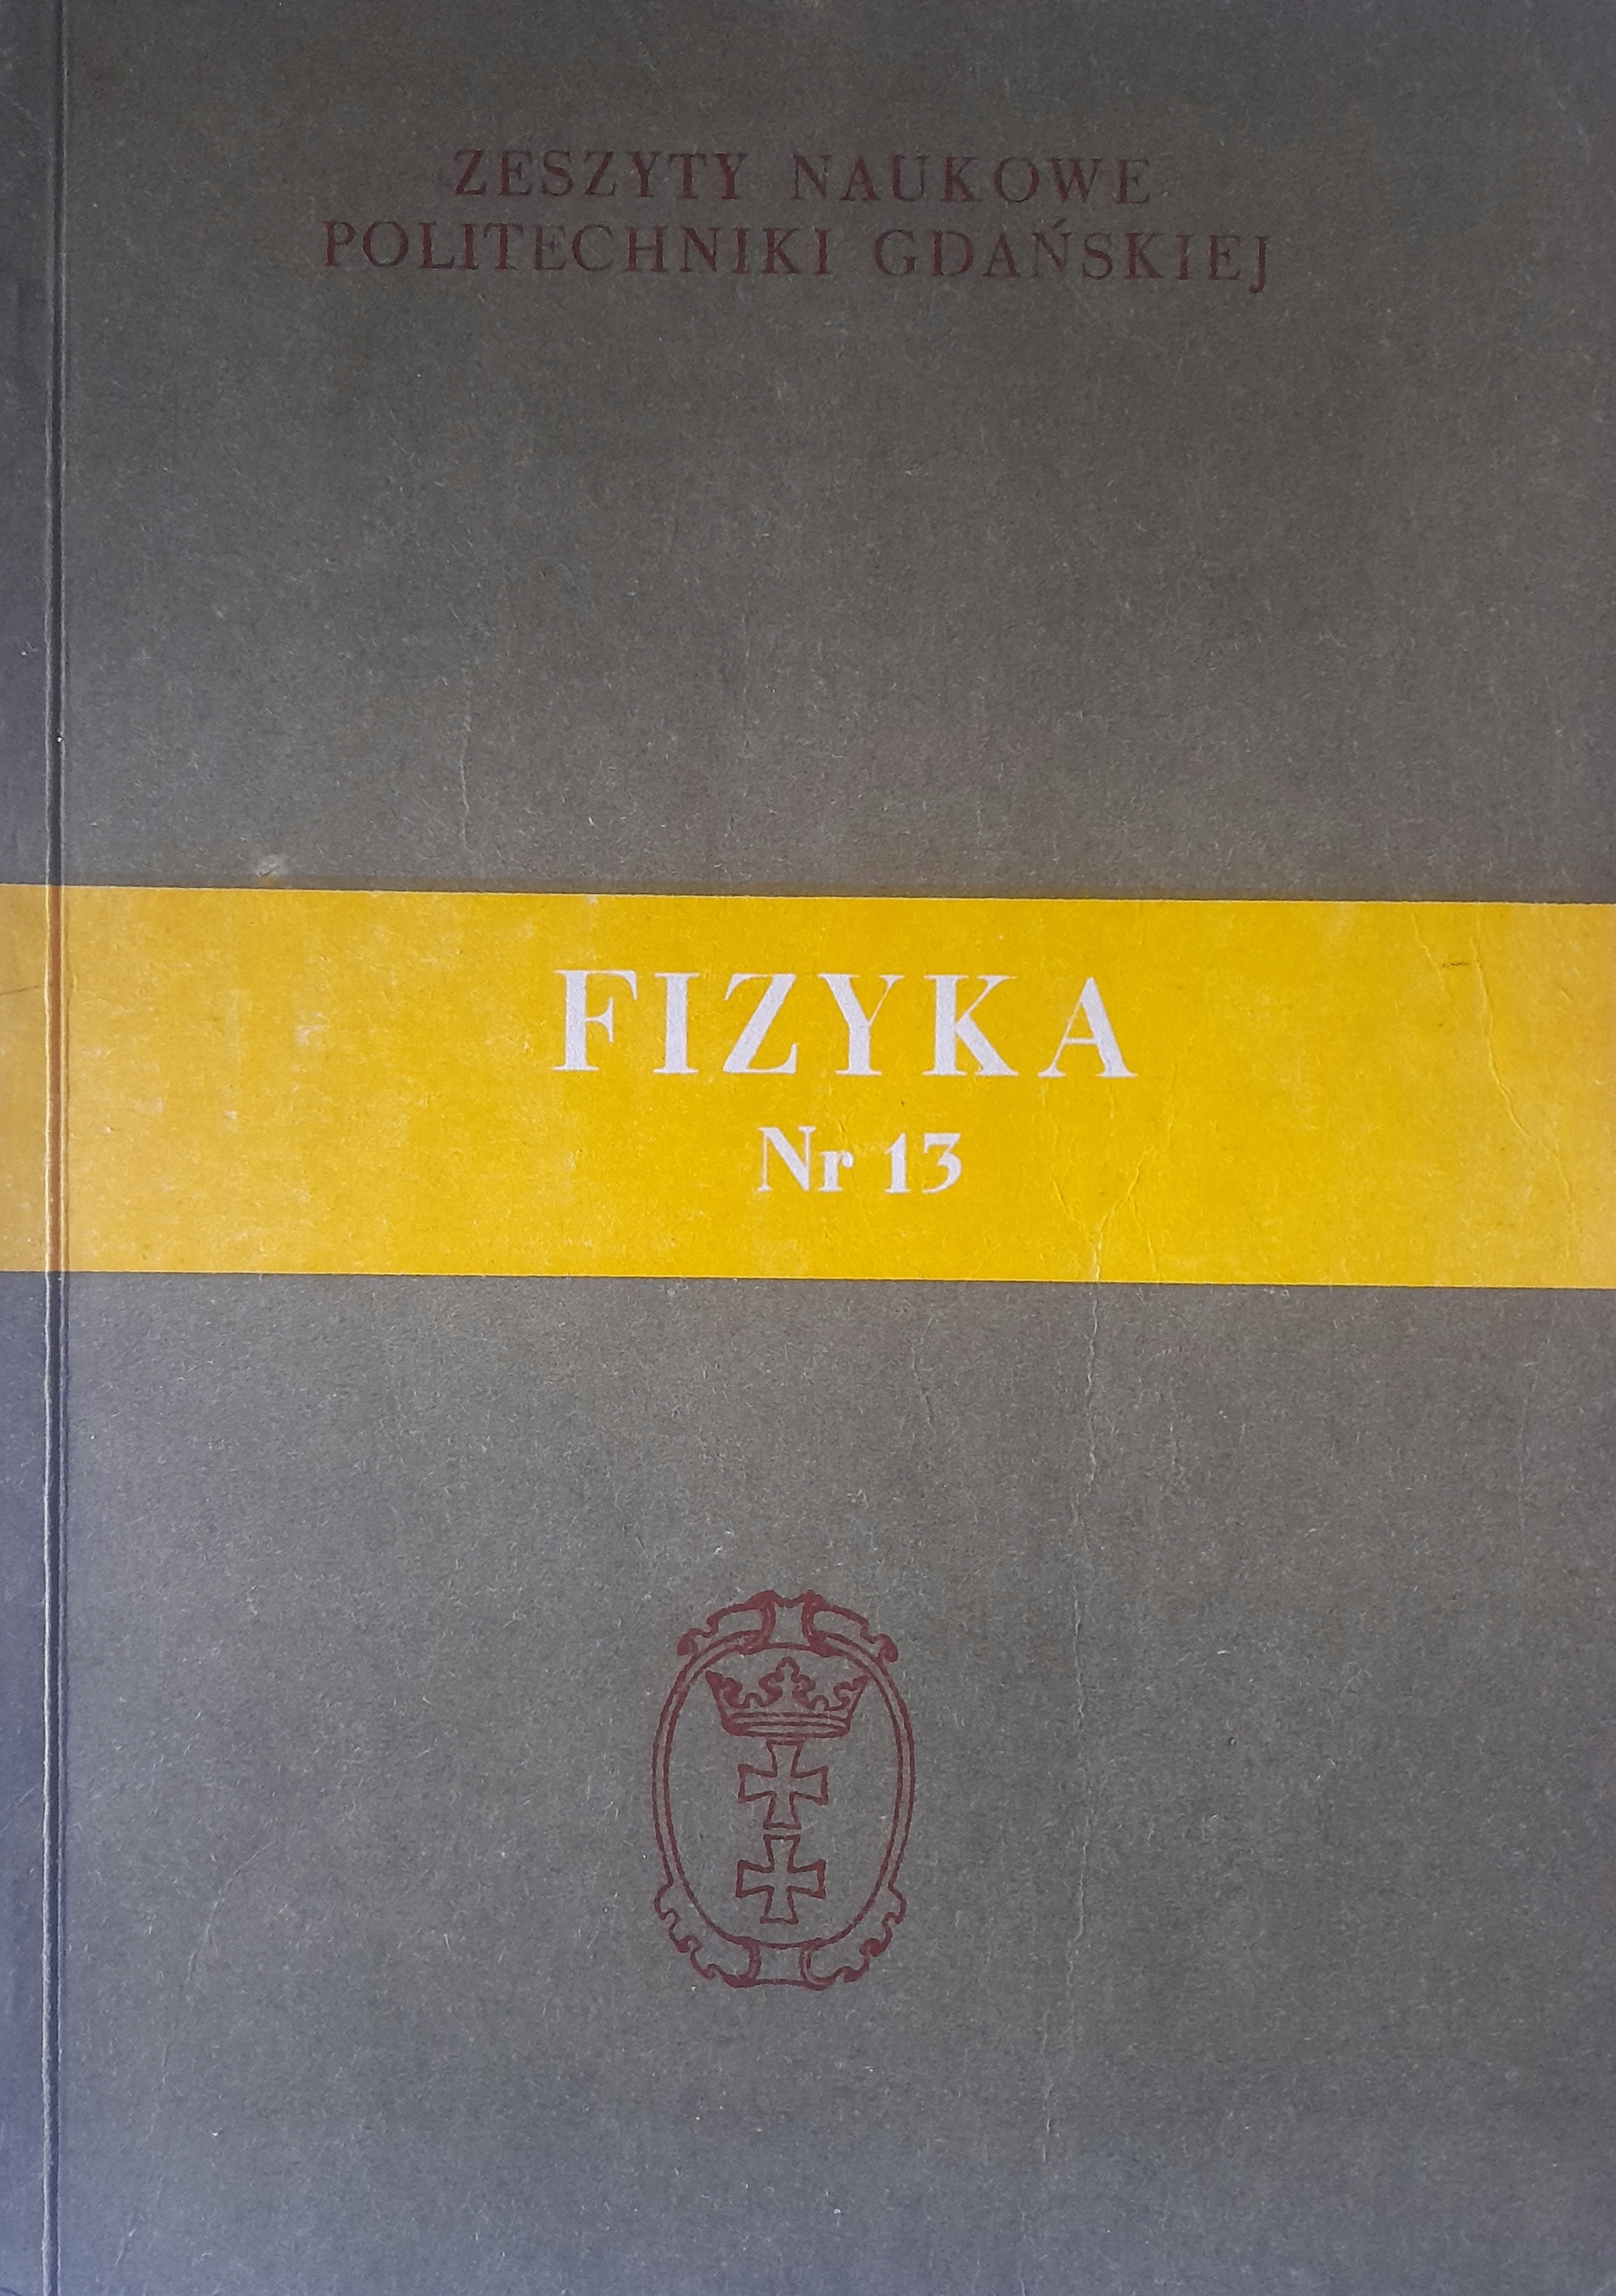 ZESZYTY NAUKOWE
POLITECHNIKI GDAŃSKIEJ
FIZYKA
Nr 13